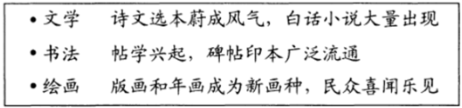 • 文学　诗文选本蔚成风气，白话小说大量出现
• 书法　帖学兴起，碑帖印本广泛流通
• 绘画　版画和年画成为新画种，民众喜闻乐见